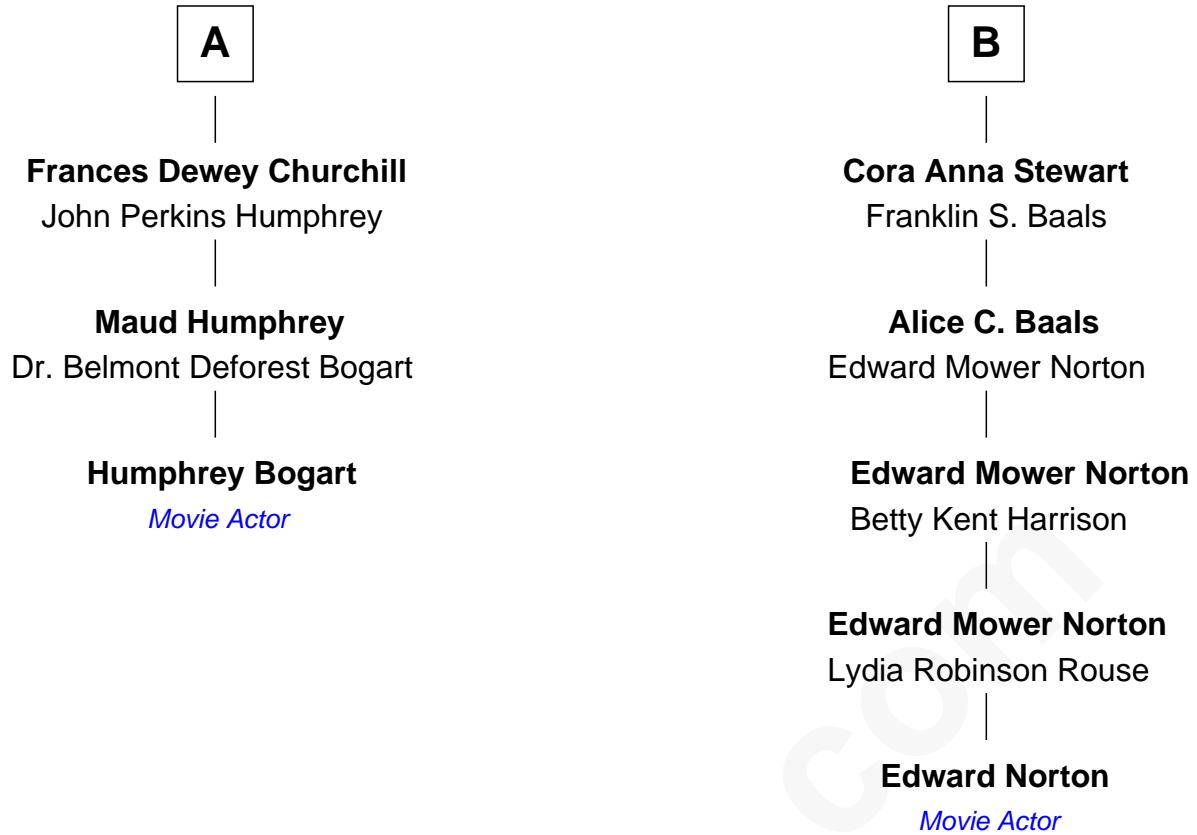 A
Frances Dewey Churchill
John Perkins Humphrey
Maud Humphrey
Dr. Belmont Deforest Bogart
Humphrey Bogart
Movie Actor
B
Cora Anna Stewart
Franklin S. Baals
Alice C. Baals
Edward Mower Norton
Edward Mower Norton
Betty Kent Harrison
Edward Mower Norton
Lydia Robinson Rouse
Edward Norton
Movie Actor
com